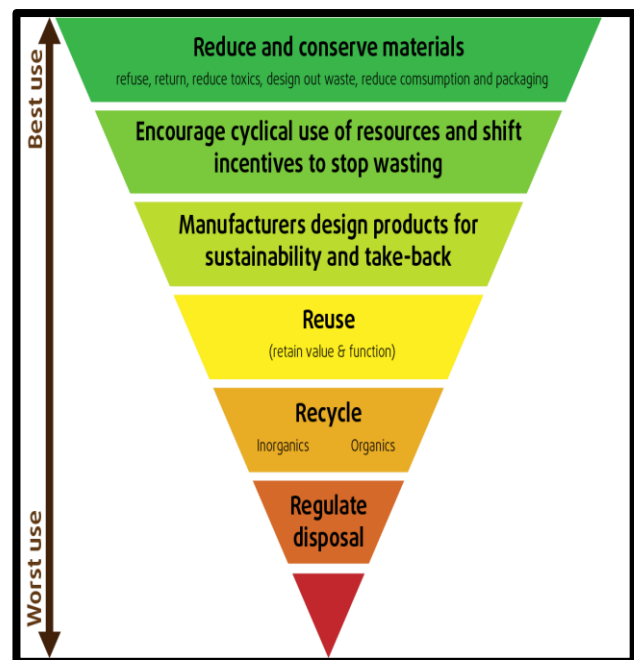 Best use
Worst use
Reduce and conserve materials
refuse, return, reduce toxics, design out waste, reduce comsumption and packaging
Encourage cyclical use of resources and shift
incentives to stop wasting
Manufacturers design products for
sustainability and take-back
Reuse
(retain value & function)
Recycle
Inorganics Organics
Regulate
disposal